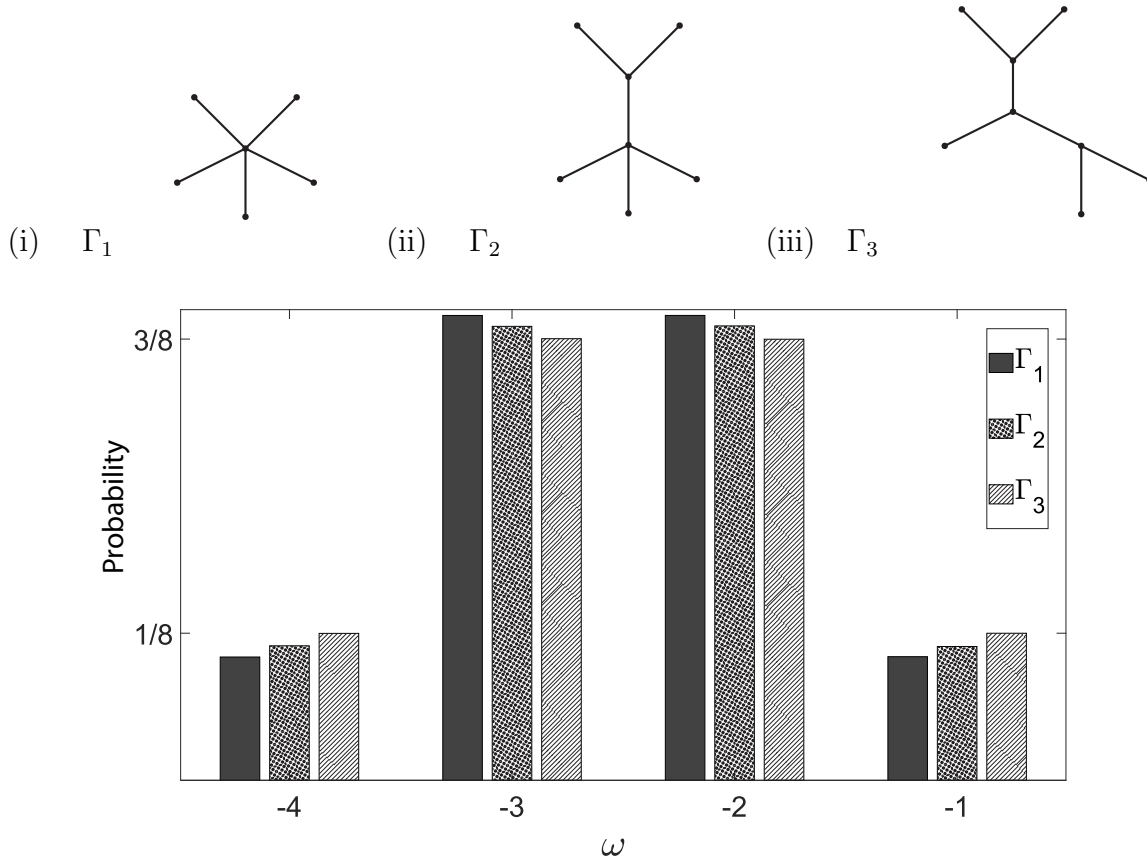 (i) Γ₁ (ii) Γ₂ (iii) Γ₃
3/8
1/8
Probability
Γ₁
Γ₂
Γ₃
-4 -3 -2 -1
ω